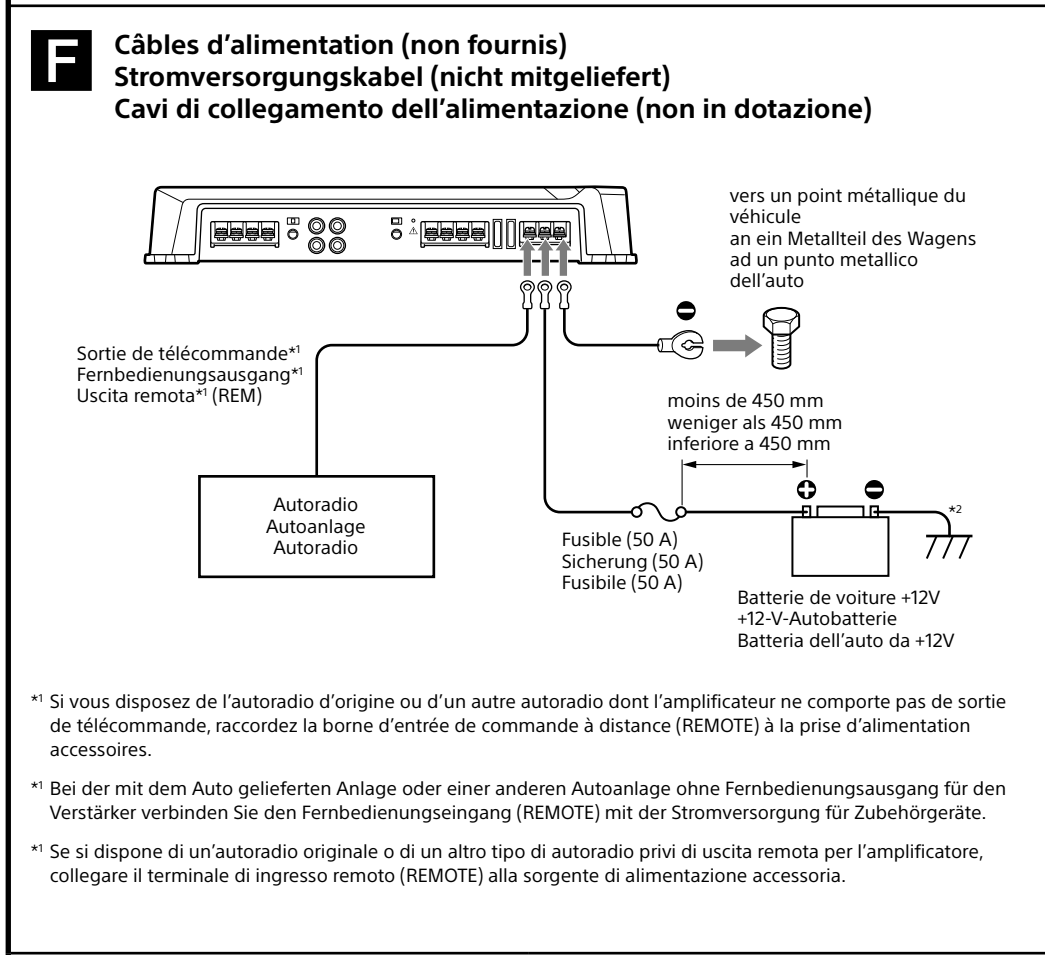 F
Câbles d'alimentation (non fournis)
Stromversorgungskabel (nicht mitgeliefert)
Cavi di collegamento dell'alimentazione (non in dotazione)
vers un point métallique du
véhicule
an ein Metallteil des Wagens
ad un punto metallico
dell'auto
Sortie de télécommande*1
Fernbedienungsausgang*1
Uscita remota*1 (REM)
moins de 450 mm
weniger als 450 mm
inferiore a 450 mm
Autoradio
Autoanlage
Autoradio
*2
Fusible (50 A)
Sicherung (50 A)
Fusibile (50 A)
Batterie de voiture +12V
+12-V-Autobatterie
Batteria dell'auto da +12V
*1 Si vous disposez de l'autoradio d'origine ou d'un autre autoradio dont l'amplificateur ne comporte pas de sortie
de télécommande, raccordez la borne d'entrée de commande à distance (REMOTE) à la prise d'alimentation
accessoires.
*1 Bei der mit dem Auto gelieferten Anlage oder einer anderen Autoanlage ohne Fernbedienungsausgang für den
Verstärker verbinden Sie den Fernbedienungseingang (REMOTE) mit der Stromversorgung für Zubehörgeräte.
*1 Se si dispone di un'autoradio originale o di un altro tipo di autoradio privi di uscita remota per l'amplificatore,
collegare il terminale di ingresso remoto (REMOTE) alla sorgente di alimentazione accessoria.